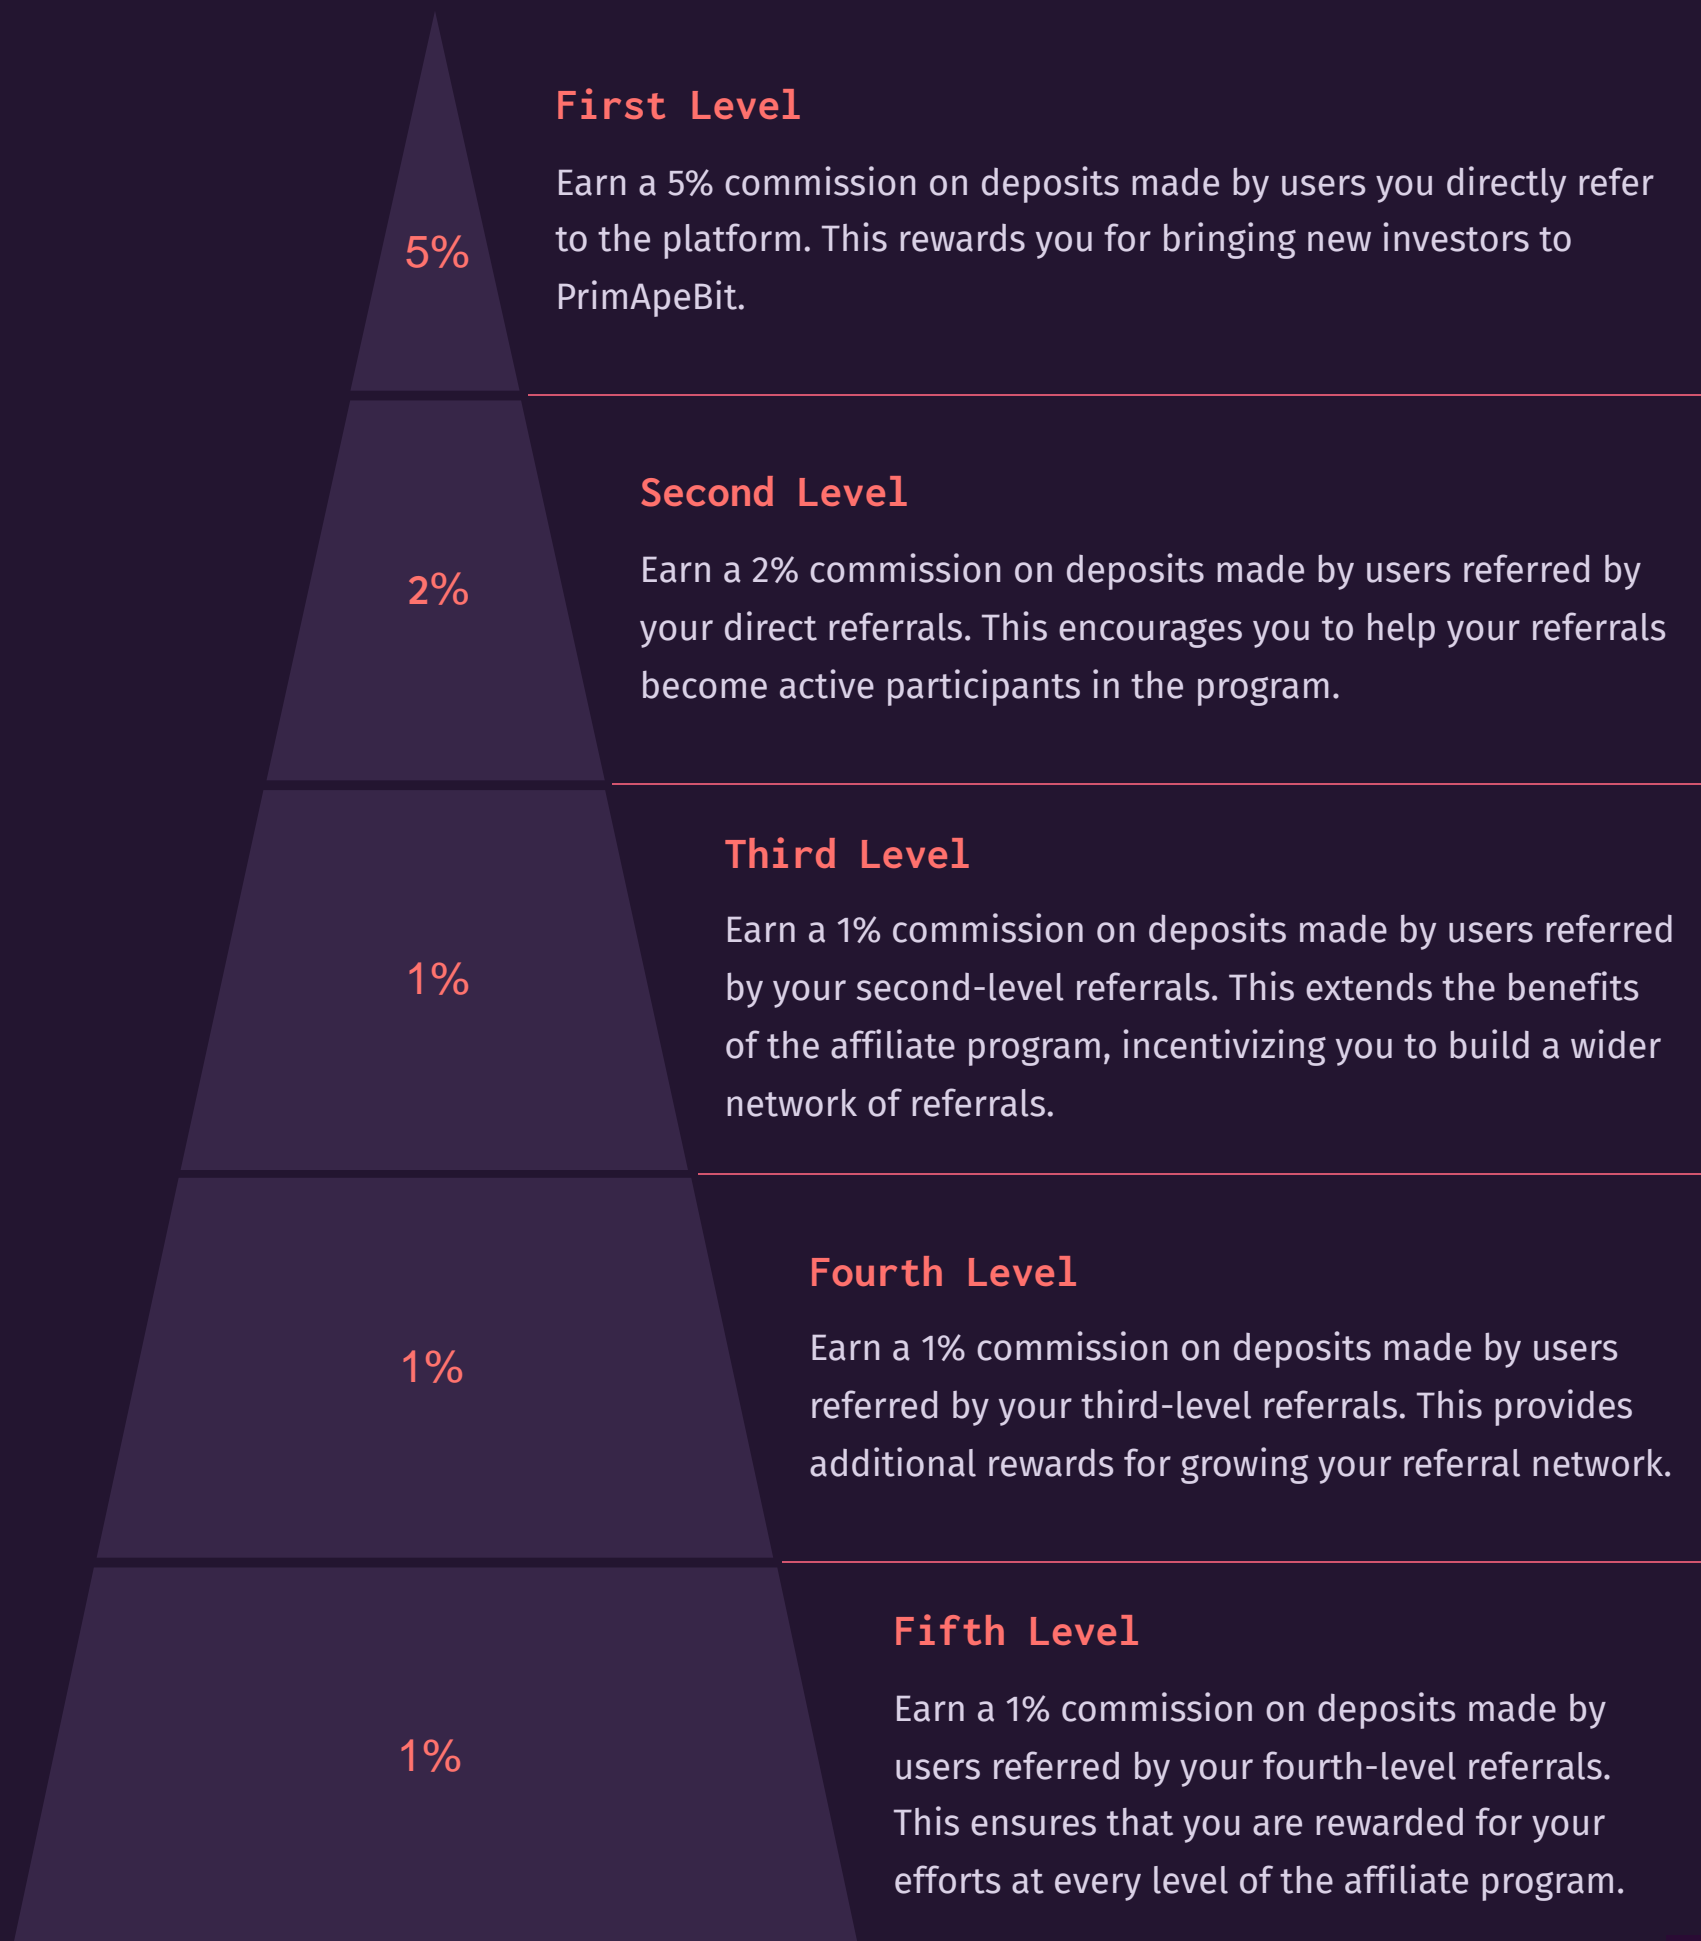 First Level
Earn a 5% commission on deposits made by users you directly refer
to the platform. This rewards you for bringing new investors to
PrimApeBit.
5%
Second Level
Earn a 2% commission on deposits made by users referred by
your direct referrals. This encourages you to help your referrals
become active participants in the program.
2%
Third Level
Earn a 1% commission on deposits made by users referred
by your second-level referrals. This extends the benefits
of the affiliate program, incentivizing you to build a wider
network of referrals.
1%
Fourth Level
Earn a 1% commission on deposits made by users
referred by your third-level referrals. This provides
additional rewards for growing your referral network.
1%
Fifth Level
Earn a 1% commission on deposits made by
users referred by your fourth-level referrals.
This ensures that you are rewarded for your
efforts at every level of the affiliate program.
1%